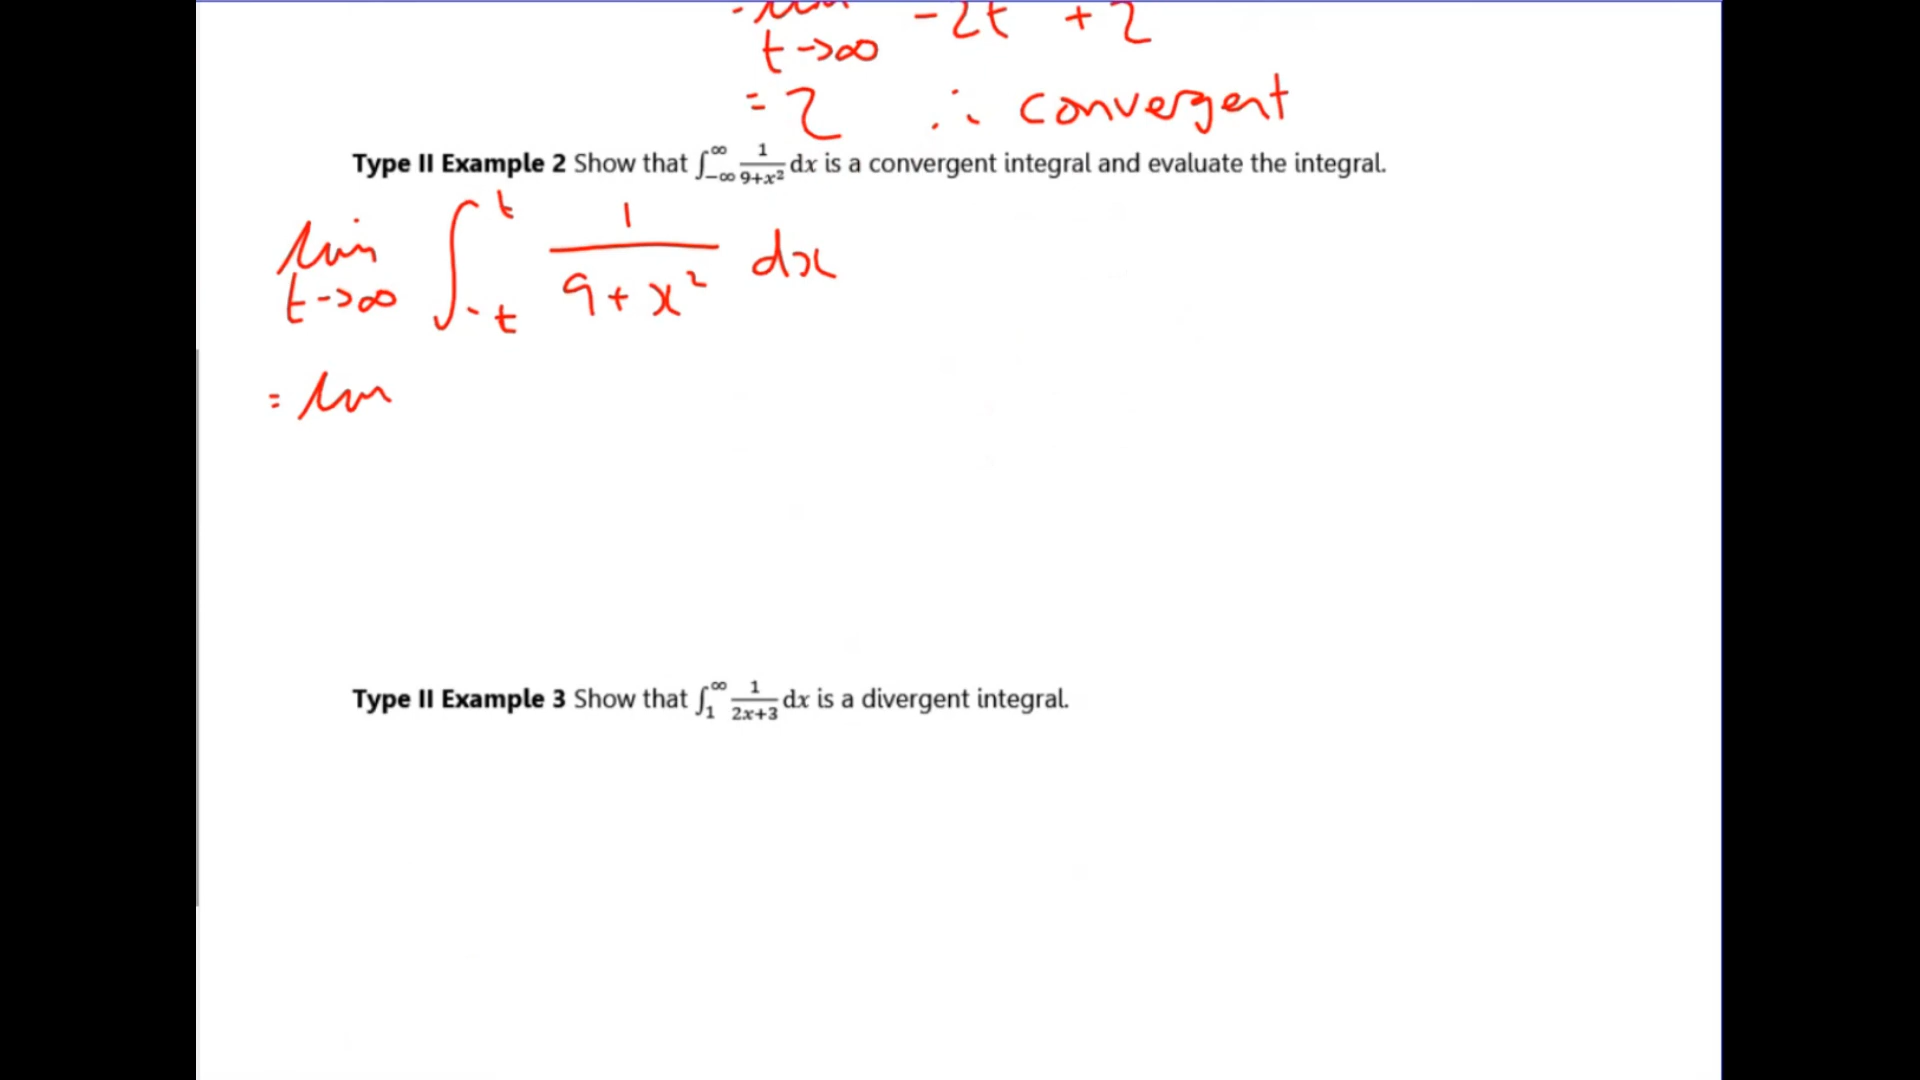 = lim -2t + 2
t->∞
= 2 ∴ convergent
Type II Example 2 Show that ∫_{-∞}^{∞} 1/(9+x²) dx is a convergent integral and evaluate the integral.
lim t->∞ ∫_{-t}^{t} 1/(9+x²) dx
= lim
Type II Example 3 Show that ∫_{1}^{∞} 1/(2x+3) dx is a divergent integral.